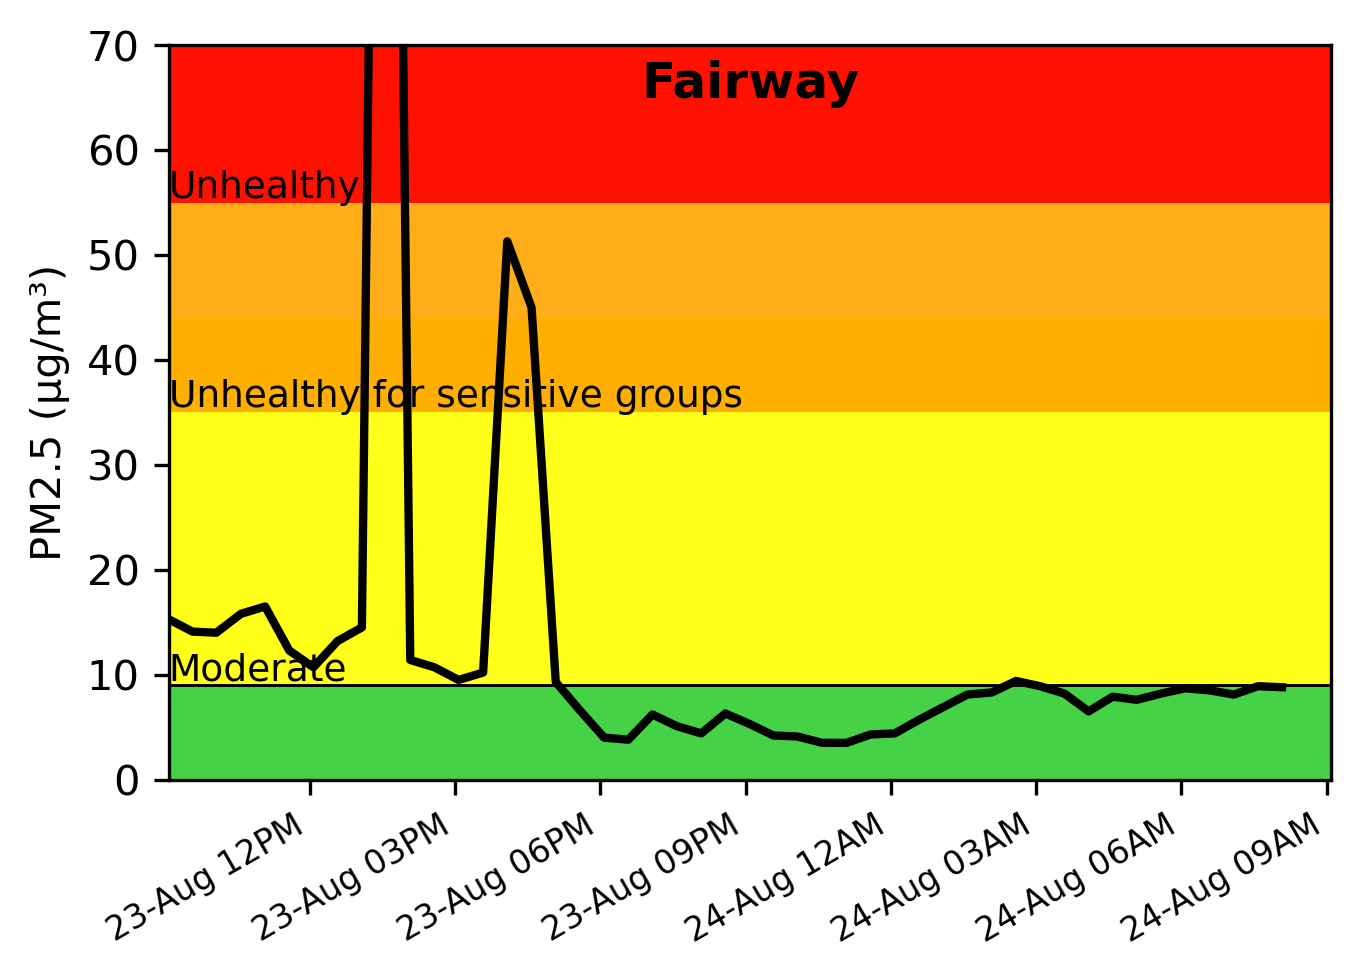 Fairway
PM2.5 (µg/m³)
70
60
50
40
30
20
10
0
Unhealthy
Unhealthy for sensitive groups
Moderate
23-Aug 12PM
23-Aug 03PM
23-Aug 06PM
23-Aug 09PM
24-Aug 12AM
24-Aug 03AM
24-Aug 06AM
24-Aug 09AM